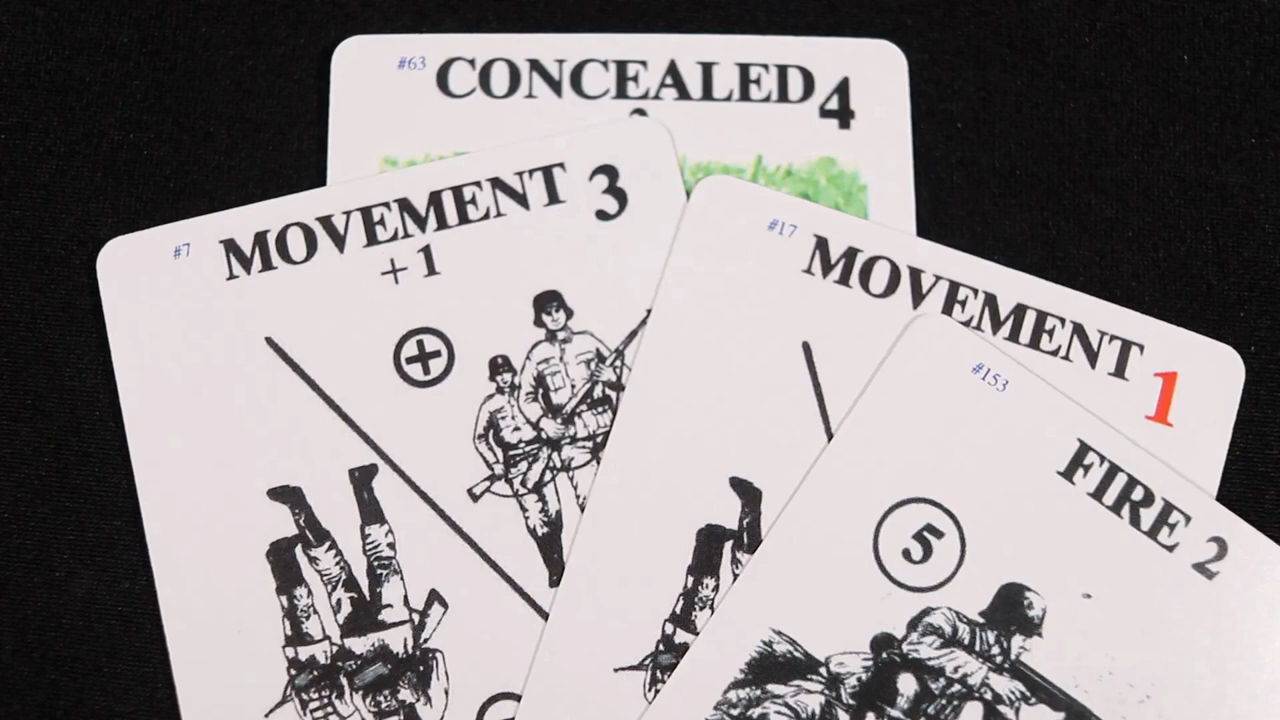 #63 CONCEALED 4
#7 MOVEMENT 3
+1
+
#17 MOVEMENT 1
#153
FIRE 2
5